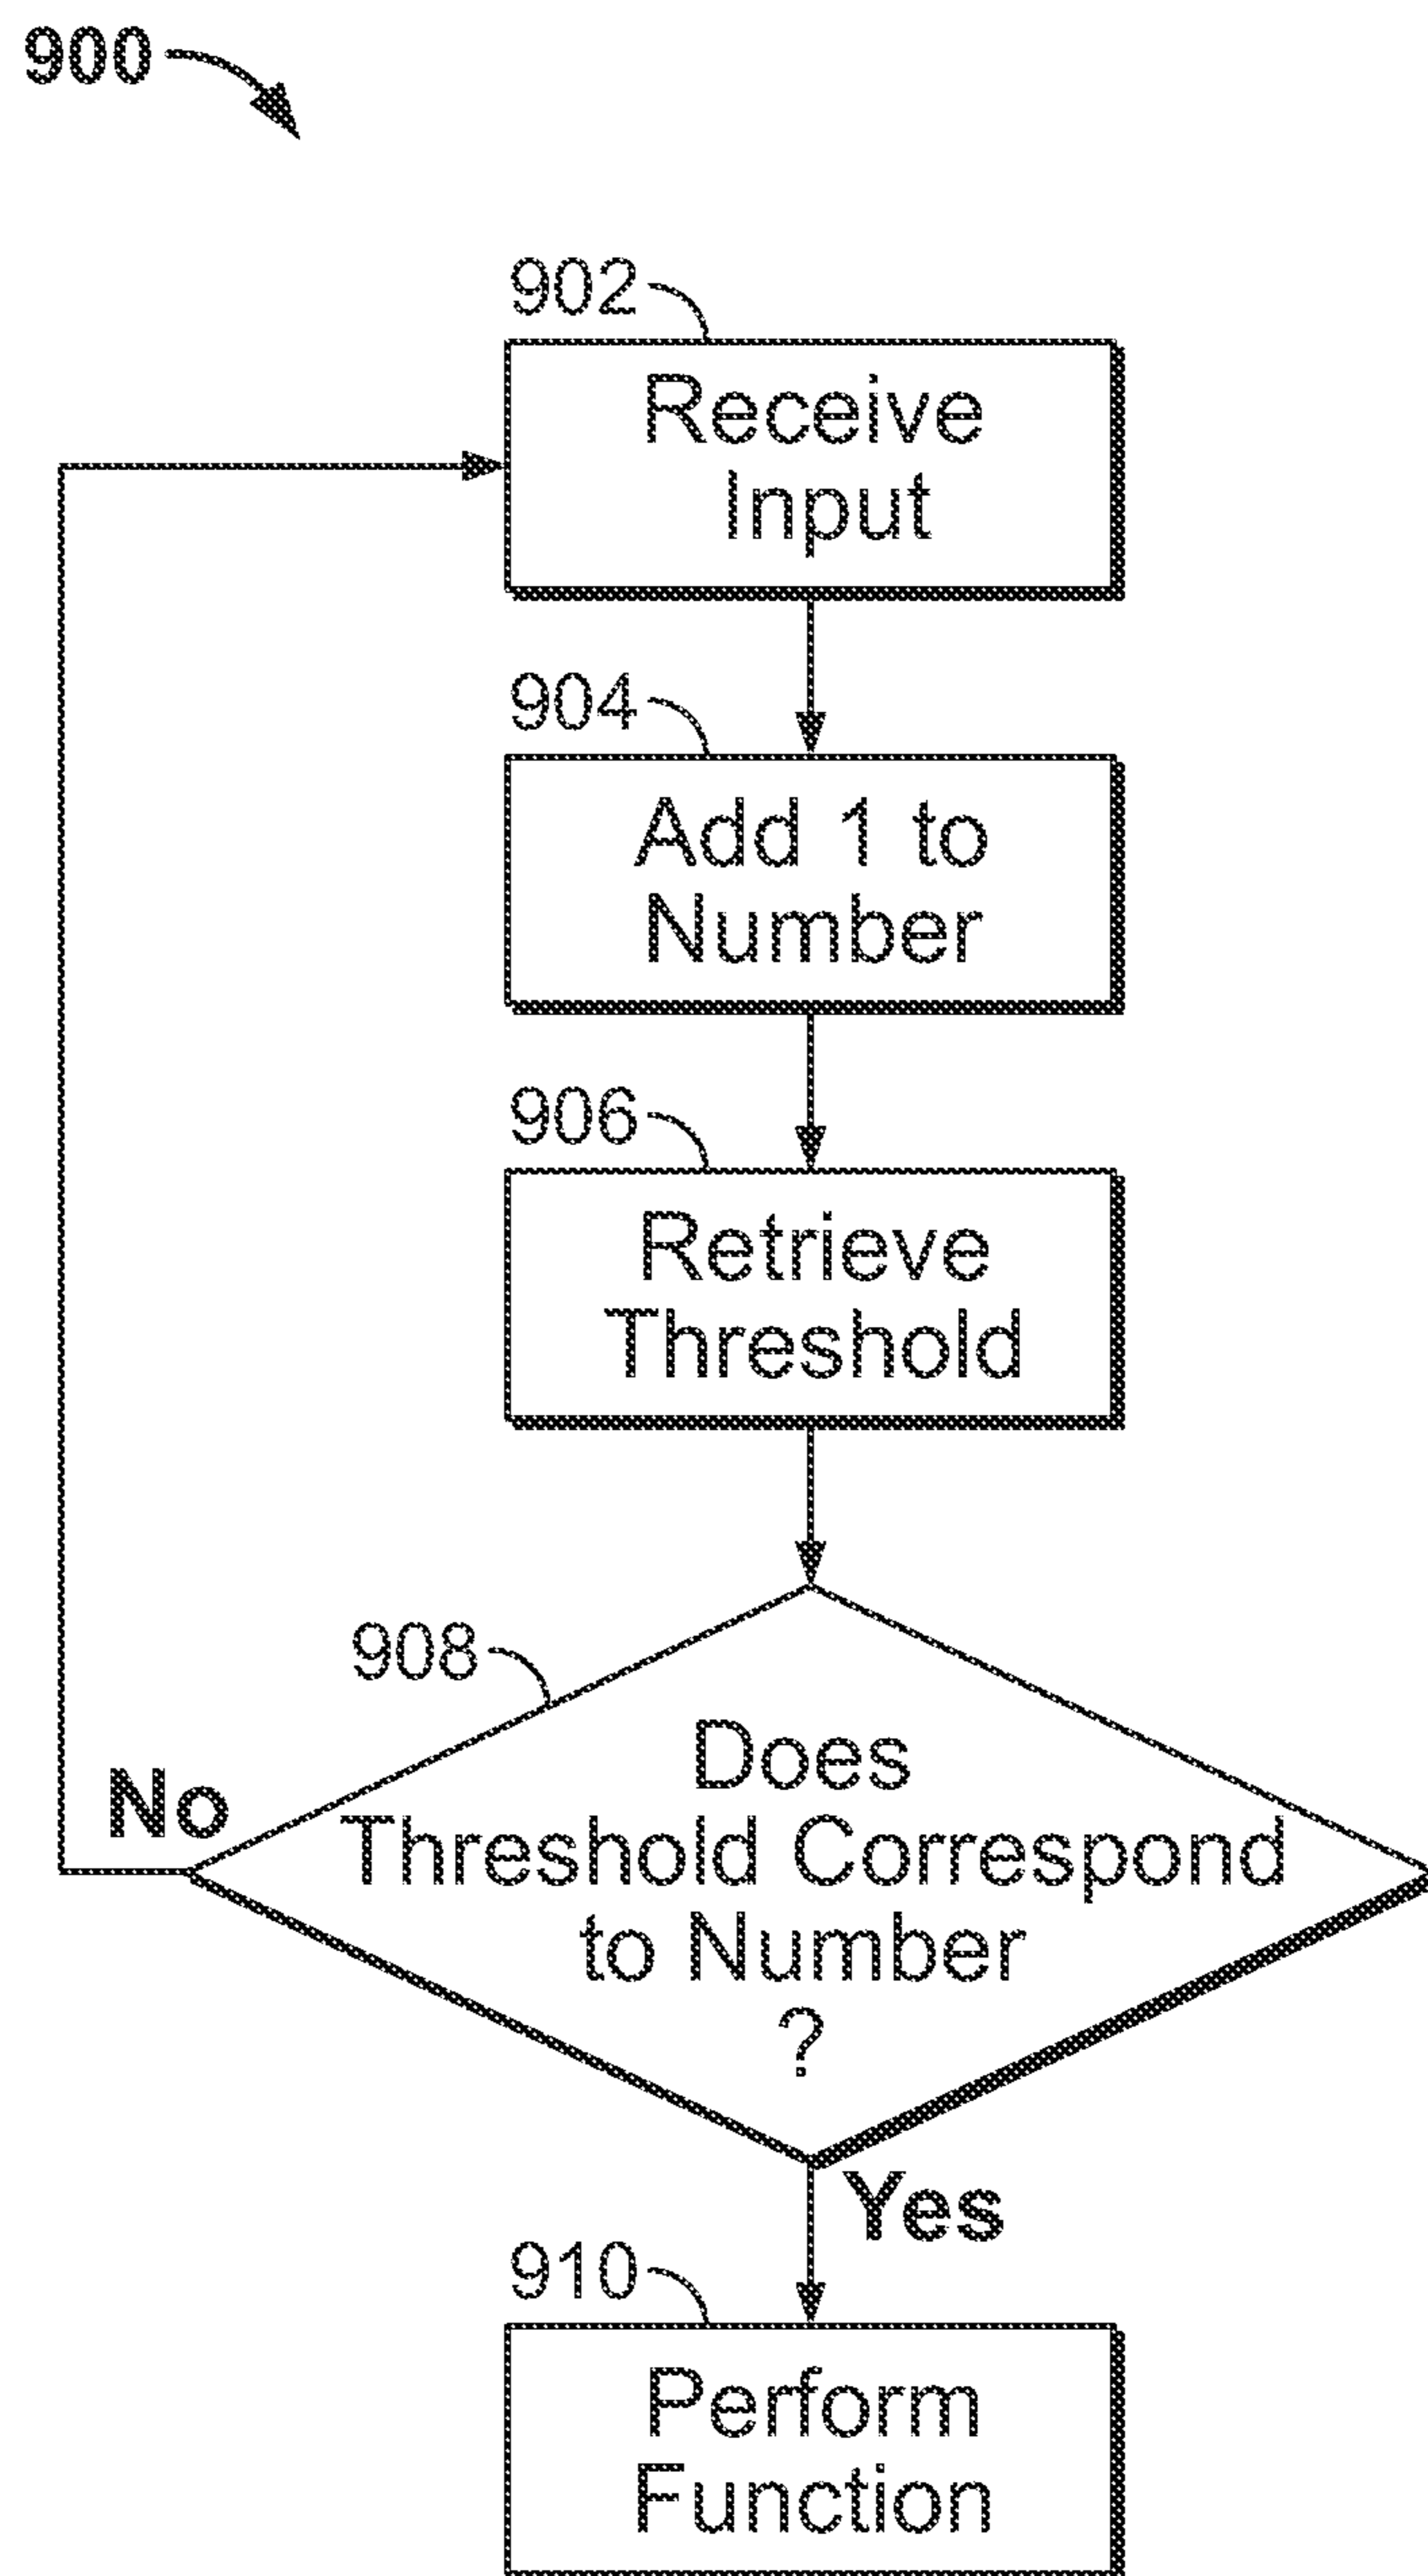 900
902
Receive
Input
904
Add 1 to
Number
906
Retrieve
Threshold
908
Does
Threshold Correspond
to Number
?
No
Yes
910
Perform
Function